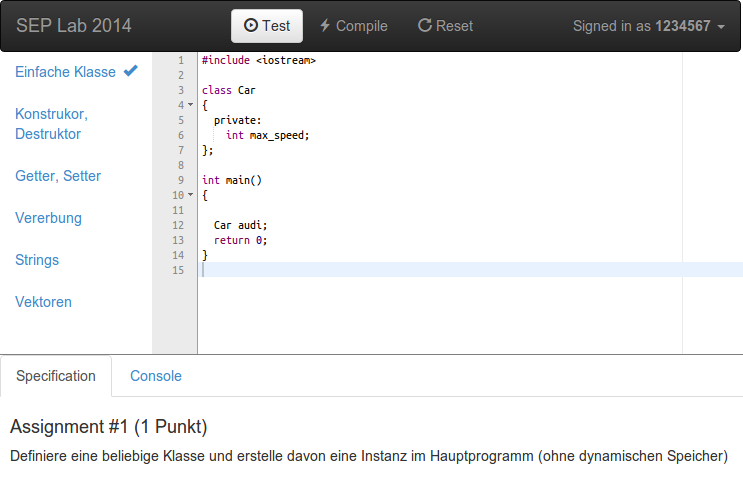 SEP Lab 2014 Test Compile Reset Signed in as 1234567
Einfache Klasse
Konstrukor,
Destruktor
Getter, Setter
Vererbung
Strings
Vektoren
1 #include <iostream>
2
3 class Car
4 {
5 private:
6 int max_speed;
7 };
8
9 int main()
10 {
11
12 Car audi;
13 return 0;
14 }
15
Specification Console
Assignment #1 (1 Punkt)
Definiere eine beliebige Klasse und erstelle davon eine Instanz im Hauptprogramm (ohne dynamischen Speicher)